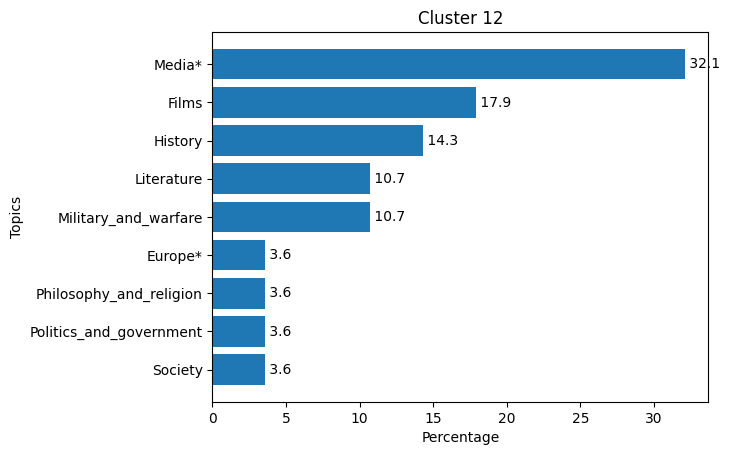 Cluster 12
Media* 32.1
Films 17.9
History 14.3
Literature 10.7
Military_and_warfare 10.7
Europe* 3.6
Philosophy_and_religion 3.6
Politics_and_government 3.6
Society 3.6
Topics
0 5 10 15 20 25 30
Percentage